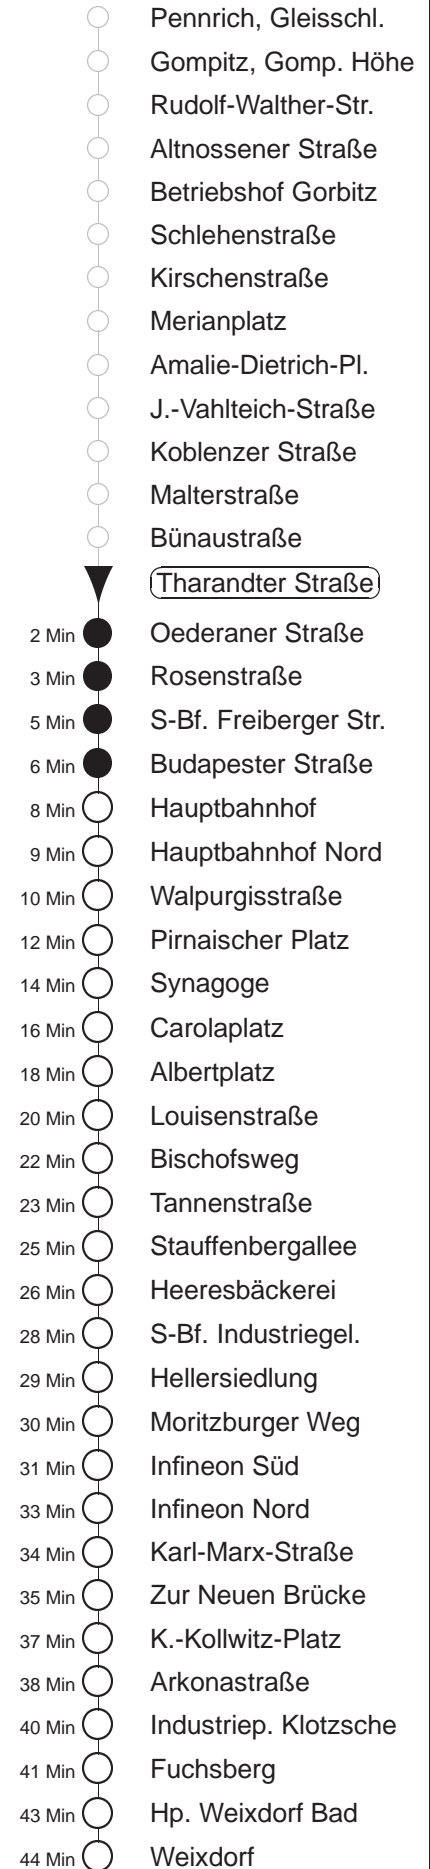 Pennrich, Gleisschl.
Gompitz, Gomp. Höhe
Rudolf-Walther-Str.
Altnossener Straße
Betriebshof Gorbitz
Schlehenstraße
Kirschenstraße
Merianplatz
Amalie-Dietrich-Pl.
J.-Vahlteich-Straße
Koblenzer Straße
Malterstraße
Bünaustraße
Tharandter Straße
2 Min Oederaner Straße
3 Min Rosenstraße
5 Min S-Bf. Freiberger Str.
6 Min Budapester Straße
8 Min Hauptbahnhof
9 Min Hauptbahnhof Nord
10 Min Walpurgisstraße
12 Min Pirnaischer Platz
14 Min Synagoge
16 Min Carolaplatz
18 Min Albertplatz
20 Min Louisenstraße
22 Min Bischofsweg
23 Min Tannenstraße
25 Min Stauffenbergallee
26 Min Heeresbäckerei
28 Min S-Bf. Industriegel.
29 Min Hellersiedlung
30 Min Moritzburger Weg
31 Min Infineon Süd
33 Min Infineon Nord
34 Min Karl-Marx-Straße
35 Min Zur Neuen Brücke
37 Min K.-Kollwitz-Platz
38 Min Arkonastraße
40 Min Industriep. Klotzsche
41 Min Fuchsberg
43 Min Hp. Weixdorf Bad
44 Min Weixdorf